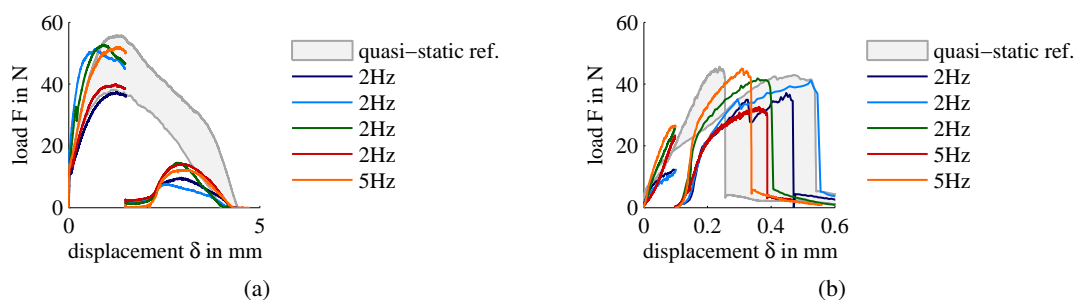 60
40
20
0
load F in N
0
5
displacement δ in mm
quasi−static ref.
2Hz
2Hz
2Hz
2Hz
5Hz
(a)
60
40
20
0
load F in N
0
0.2
0.4
0.6
displacement δ in mm
quasi−static ref.
2Hz
2Hz
2Hz
5Hz
5Hz
(b)